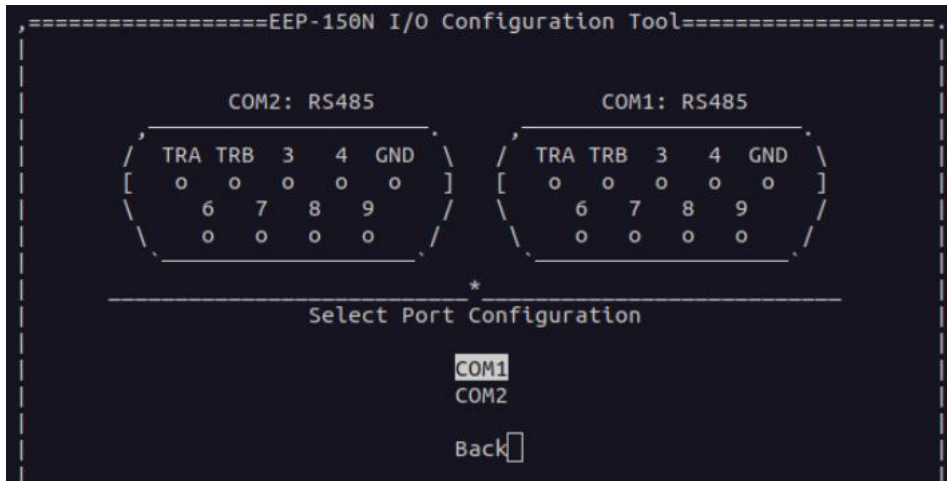 EEP-150N I/O Configuration Tool
COM2: RS485 COM1: RS485
TRA TRB 3 4 GND TRA TRB 3 4 GND
o o o o o o o o o o
6 7 8 9 6 7 8 9
o o o o o o o o
*
Select Port Configuration
COM1
COM2
Back